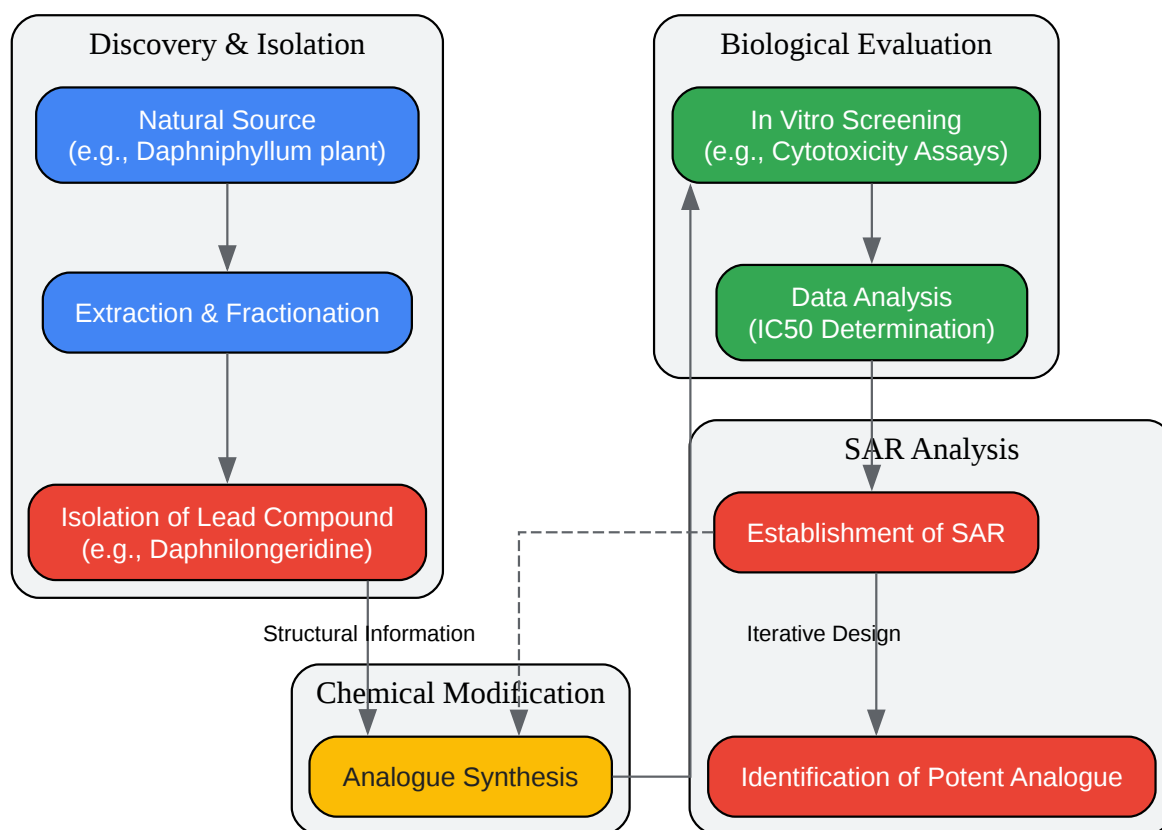 Discovery & Isolation
Natural Source
(e.g., Daphniphyllum plant)
Extraction & Fractionation
Isolation of Lead Compound
(e.g., Daphnilongeridine)
Structural Information
Chemical Modification
Analogue Synthesis
Biological Evaluation
In Vitro Screening
(e.g., Cytotoxicity Assays)
Data Analysis
(IC50 Determination)
SAR Analysis
Establishment of SAR
Iterative Design
Identification of Potent Analogue